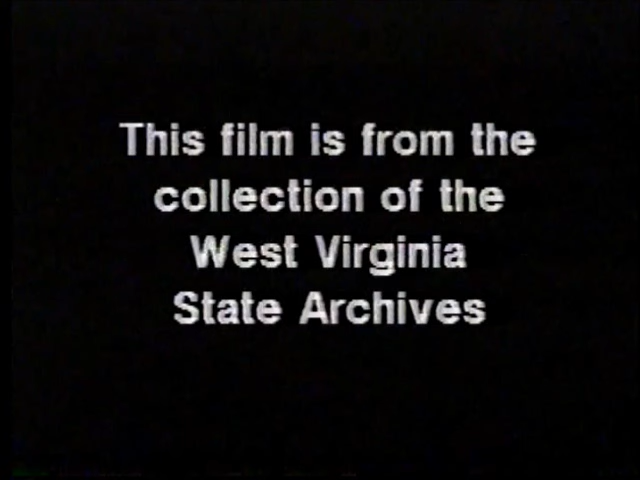 This film is from the
collection of the
West Virginia
State Archives